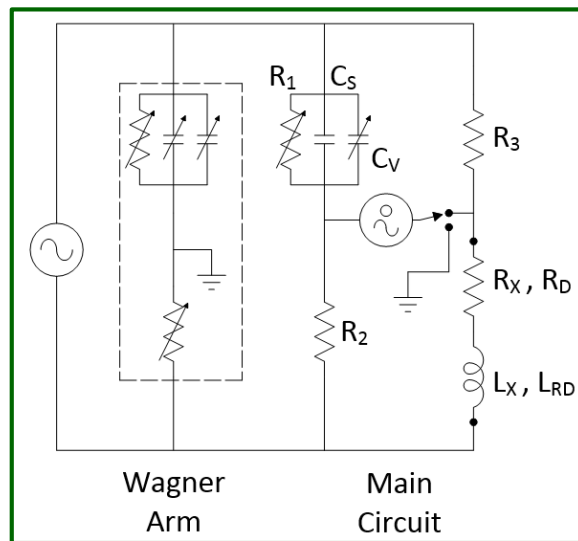 R1
CS
CV
R3
RX , RD
R2
LX , LRD
Wagner
Arm
Main
Circuit